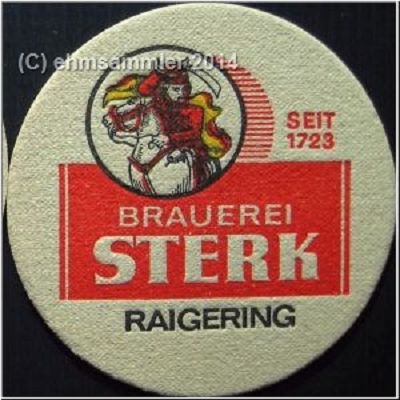 (C) ehmsammler 2014
SEIT
1723
BRAUEREI
STERK
RAIGERING